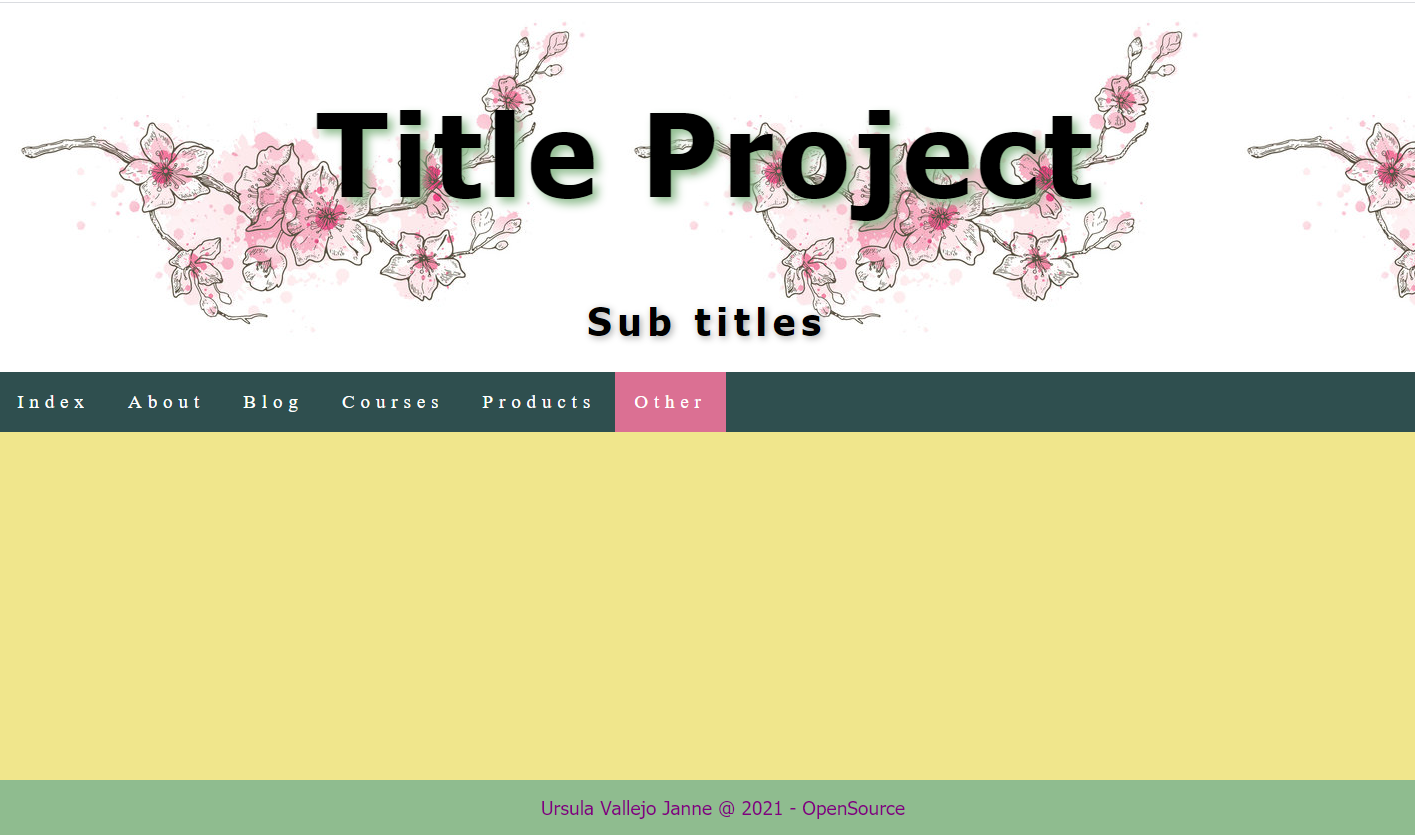 Title Project
Sub titles
Index About Blog Courses Products Other
Ursula Vallejo Janne @ 2021 - OpenSource